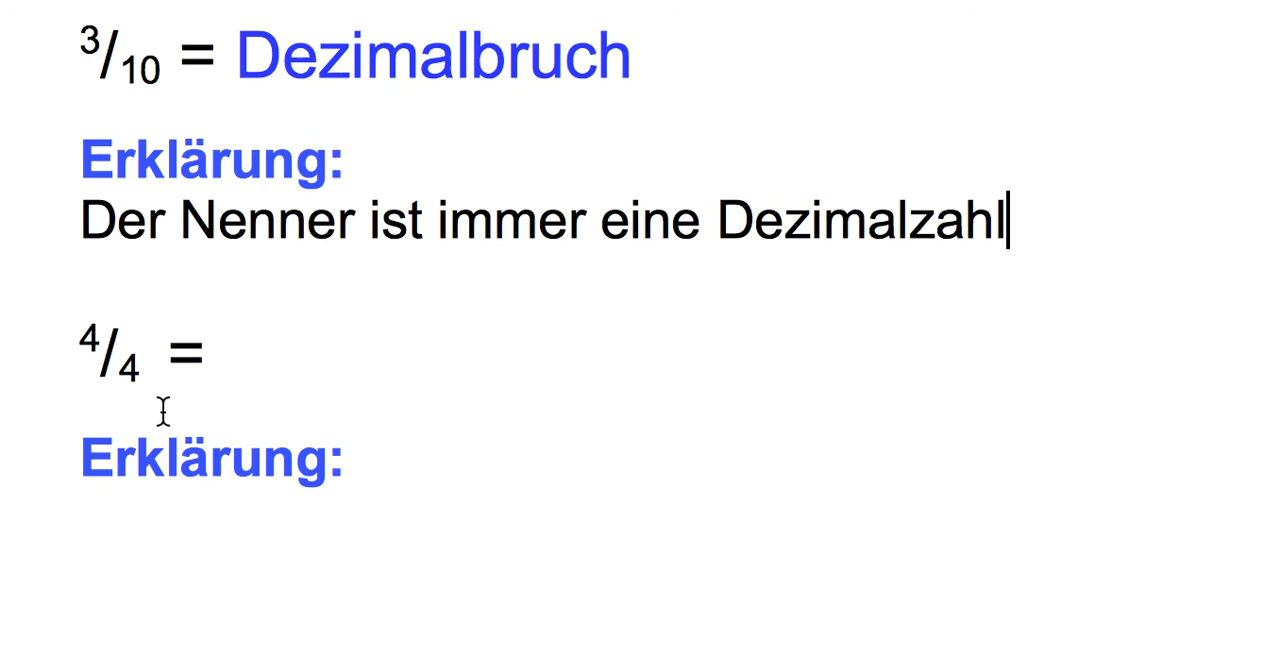 3/10 = Dezimalbruch
Erklärung:
Der Nenner ist immer eine Dezimalzahl
4/4 =
Erklärung: